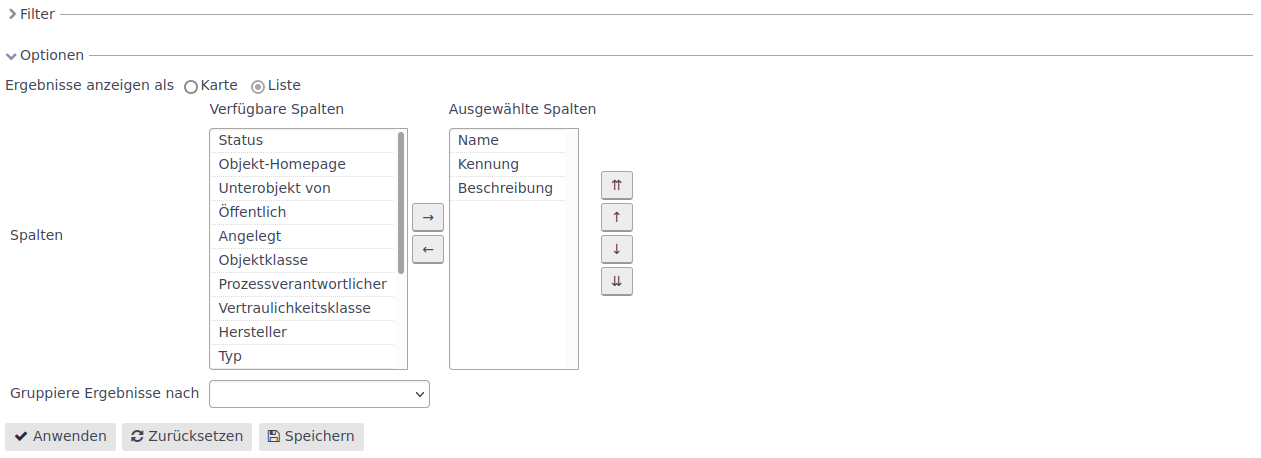 Filter
Optionen
Ergebnisse anzeigen als Karte Liste
Verfügbare Spalten Ausgewählte Spalten
Status Name
Objekt-Homepage Kennung
Unterobjekt von Beschreibung
Öffentlich
Angelegt
Spalten
Objektklasse
Prozessverantwortlicher
Vertraulichkeitsklasse
Hersteller
Typ
→
←
⇈
↑
↓
⇊
Gruppiere Ergebnisse nach
Anwenden Zurücksetzen Speichern